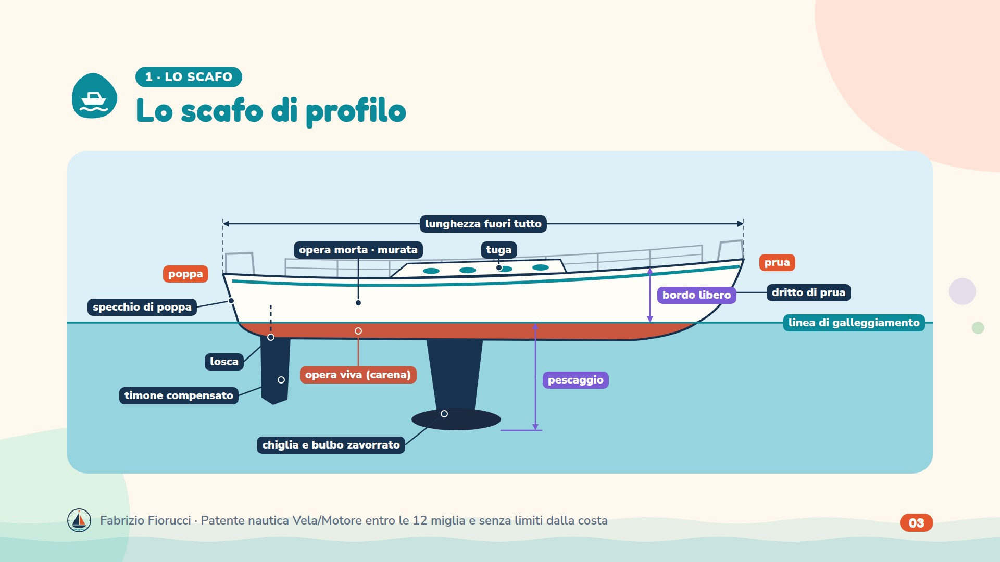 1 · LO SCAFO
Lo scafo di profilo
lunghezza fuori tutto
opera morta · murata
tuga
poppa
prua
specchio di poppa
bordo libero
dritto di prua
linea di galleggiamento
losca
opera viva (carena)
pescaggio
timone compensato
chiglia e bulbo zavorrato
Fabrizio Fiorucci · Patente nautica Vela/Motore entro le 12 miglia e senza limiti dalla costa
03